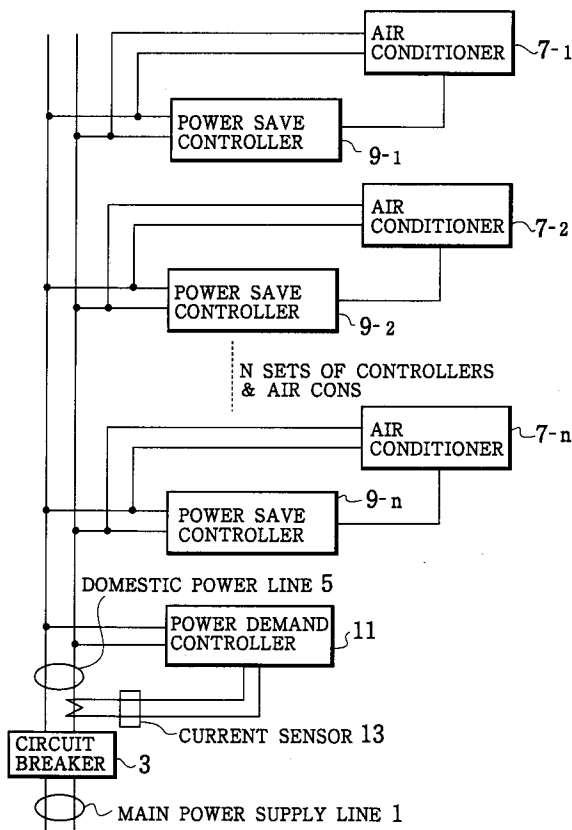 AIR
CONDITIONER
7-1
POWER SAVE
CONTROLLER
9-1
AIR
CONDITIONER
7-2
POWER SAVE
CONTROLLER
9-2
N SETS OF CONTROLLERS
& AIR CONS
AIR
CONDITIONER
7-n
9-n
POWER SAVE
CONTROLLER
DOMESTIC POWER LINE 5
POWER DEMAND
CONTROLLER
11
CURRENT SENSOR 13
CIRCUIT
BREAKER
3
MAIN POWER SUPPLY LINE 1